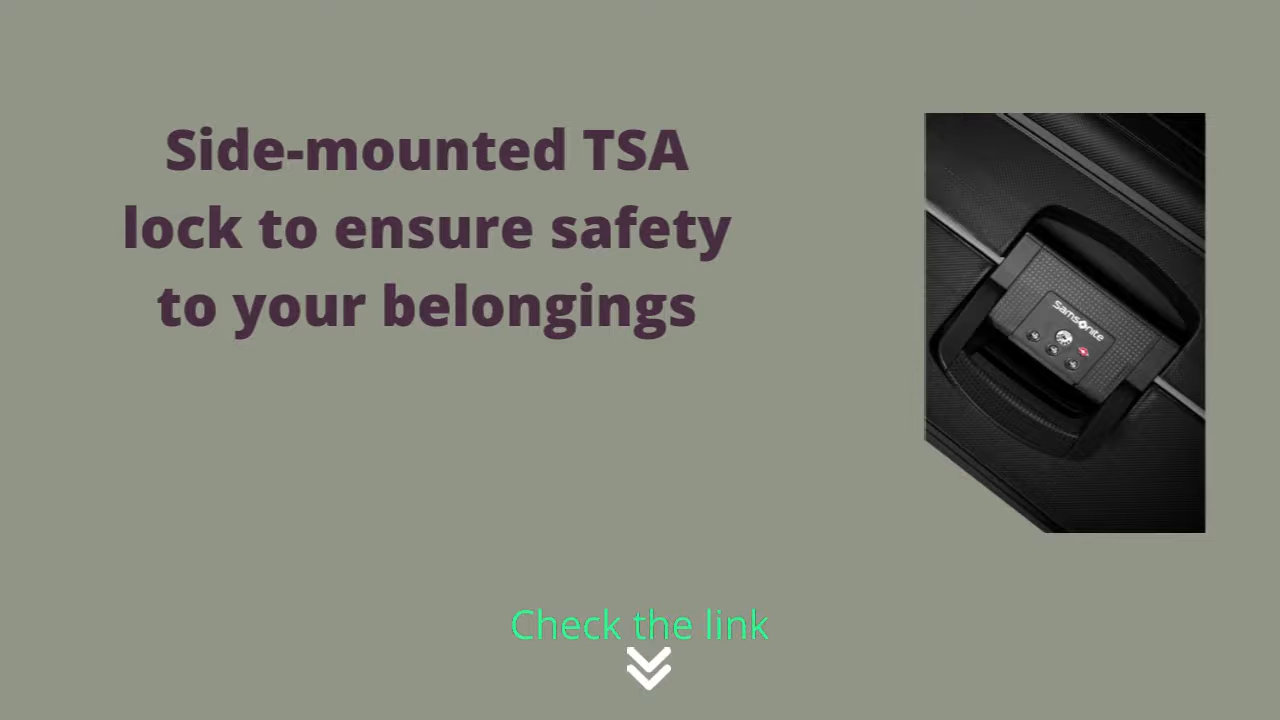 Side-mounted TSA
lock to ensure safety
to your belongings
Samsonite
Check the link